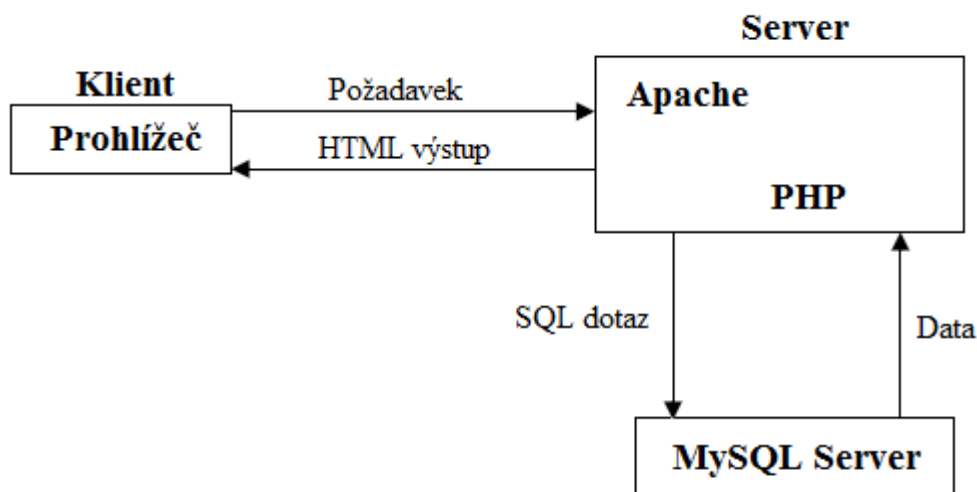 Server
Klient
Apache
Požadavek
Prohlížeč
HTML výstup
PHP
SQL dotaz
Data
MySQL Server